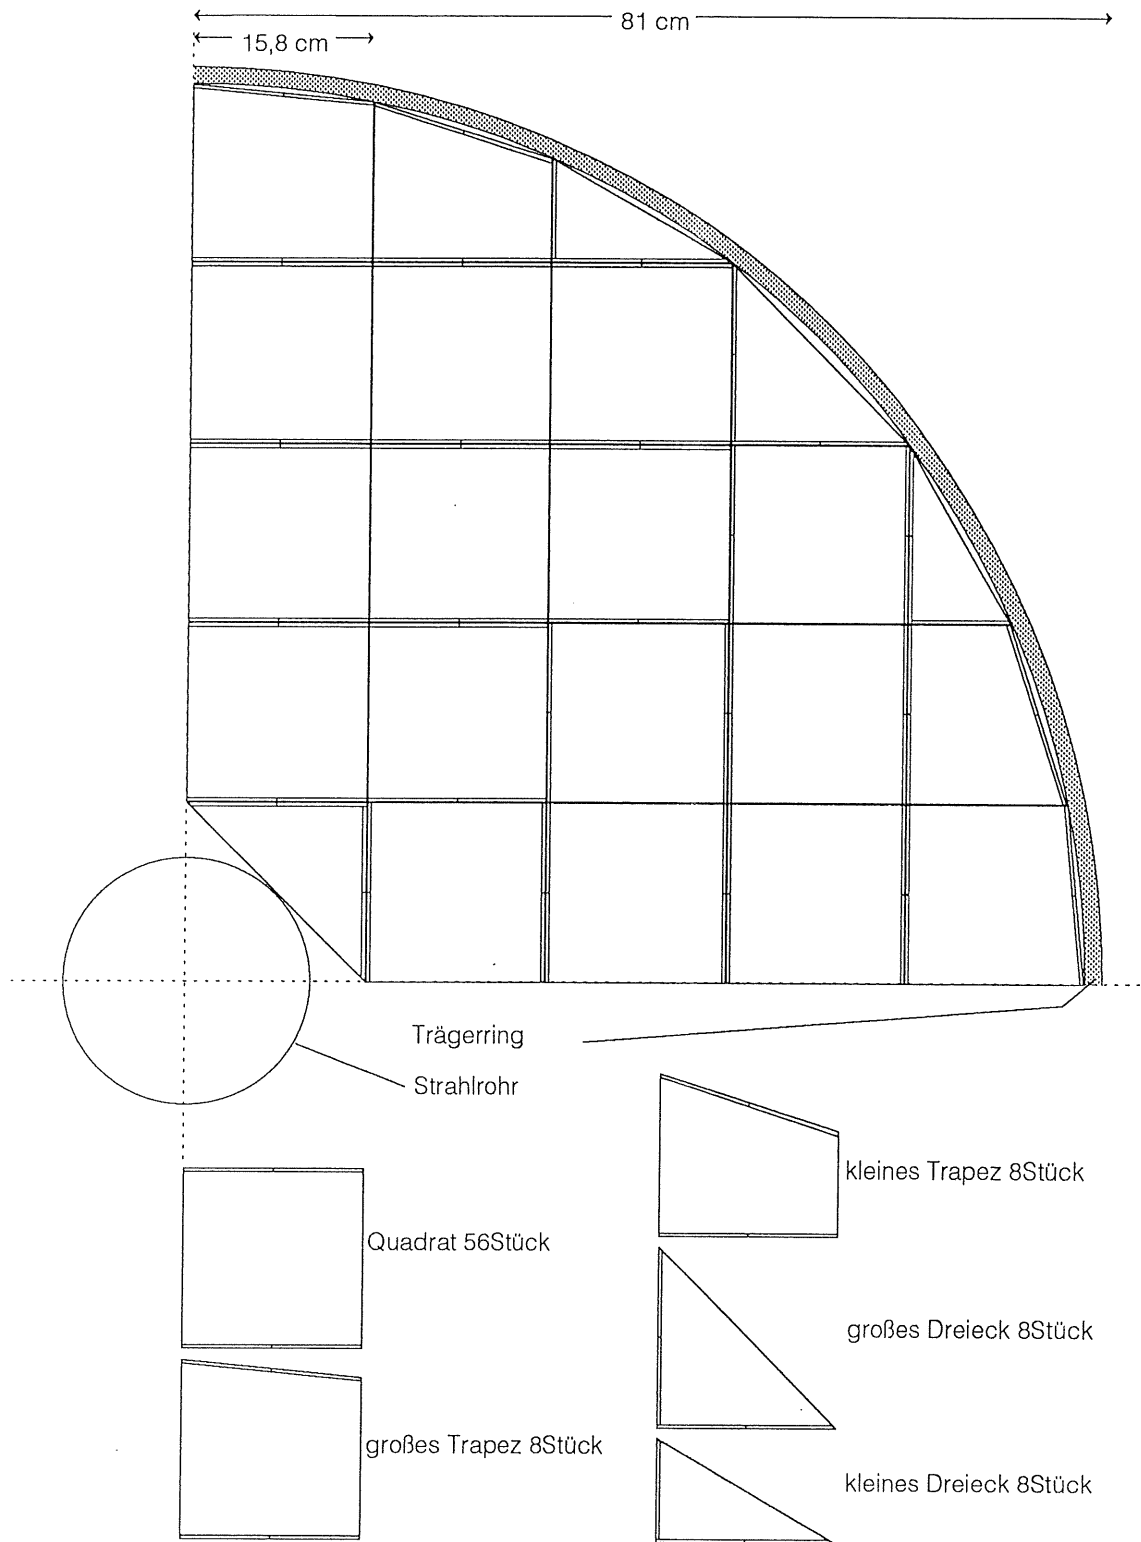 81 cm
15,8 cm
Trägerring
Strahlrohr
kleines Trapez 8Stück
Quadrat 56Stück
großes Dreieck 8Stück
großes Trapez 8Stück
kleines Dreieck 8Stück